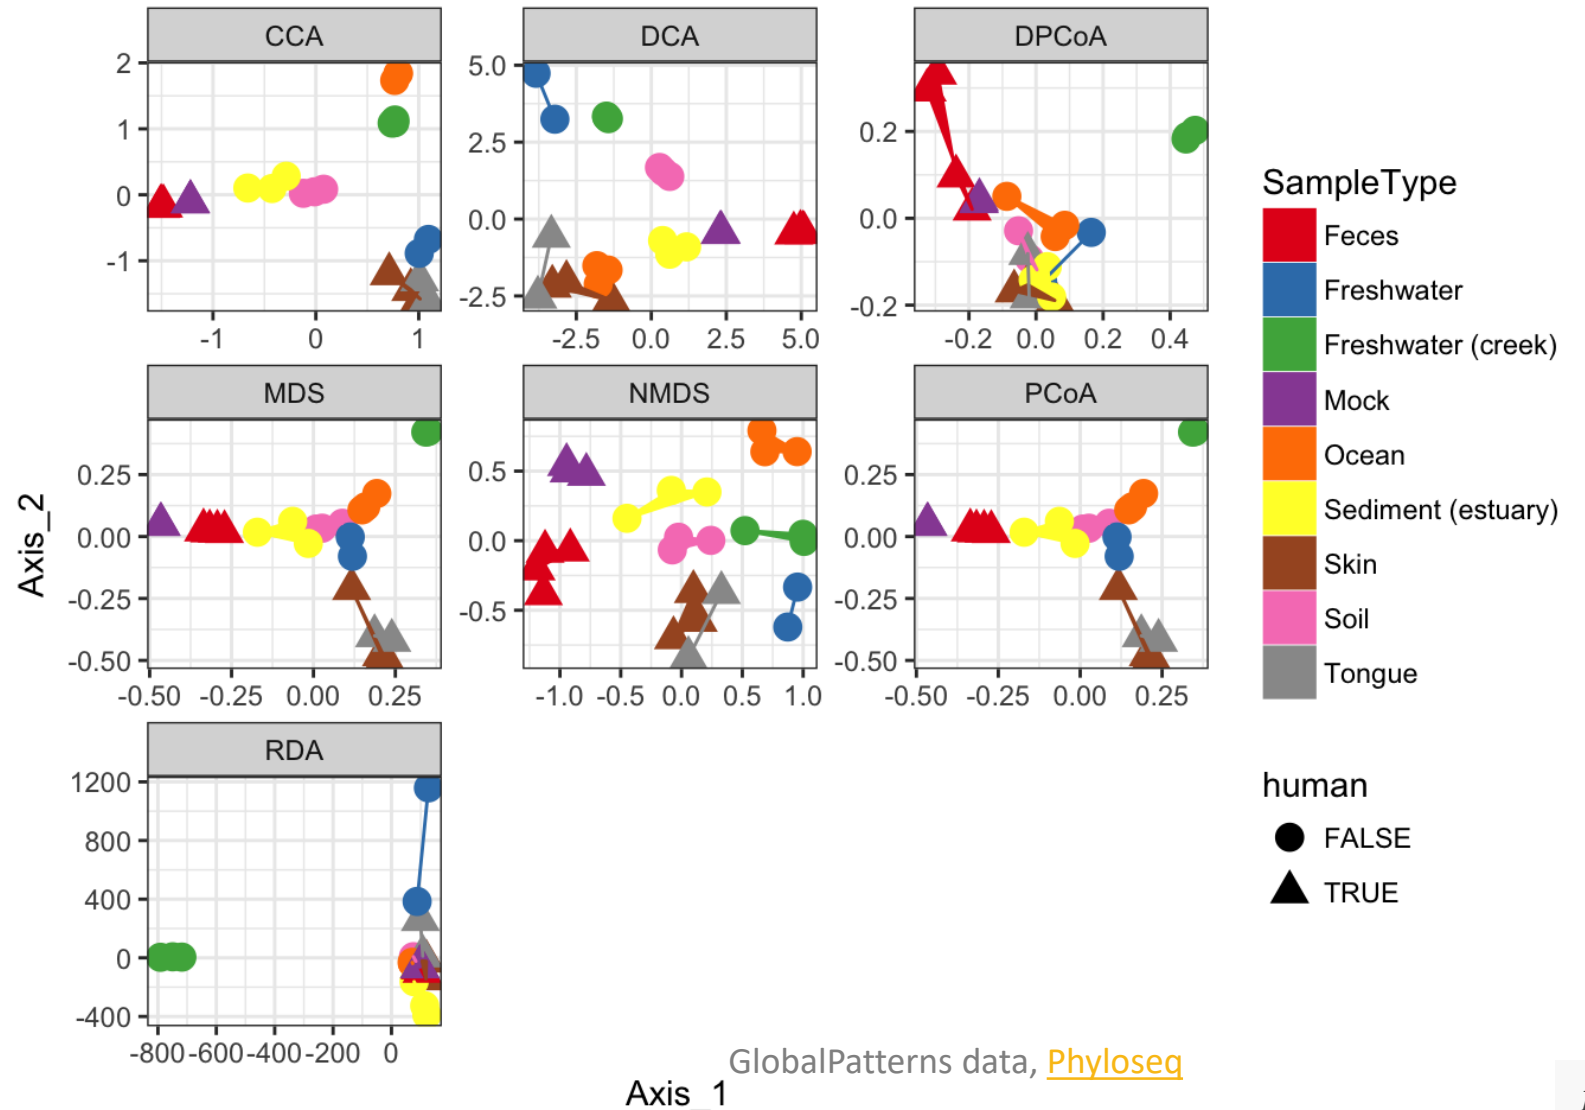 CCA
DCA
DPCoA
2
1
0
-1
-1 0 1
5.0
2.5
0.0
-2.5
-2.5 0.0 2.5 5.0
0.2
0.0
-0.2
-0.2 0.0 0.2 0.4
MDS
NMDS
PCoA
0.25
0.00
-0.25
-0.50
-0.50 -0.25 0.00 0.25
0.5
0.0
-0.5
-1.0 -0.5 0.0 0.5 1.0
0.25
0.00
-0.25
-0.50
-0.50 -0.25 0.00 0.25
RDA
1200
800
400
0
-400
-800 -600 -400 -200 0
Axis_2
Axis_1
SampleType
Feces
Freshwater
Freshwater (creek)
Mock
Ocean
Sediment (estuary)
Skin
Soil
Tongue
human
FALSE
TRUE
GlobalPatterns data, Phyloseq